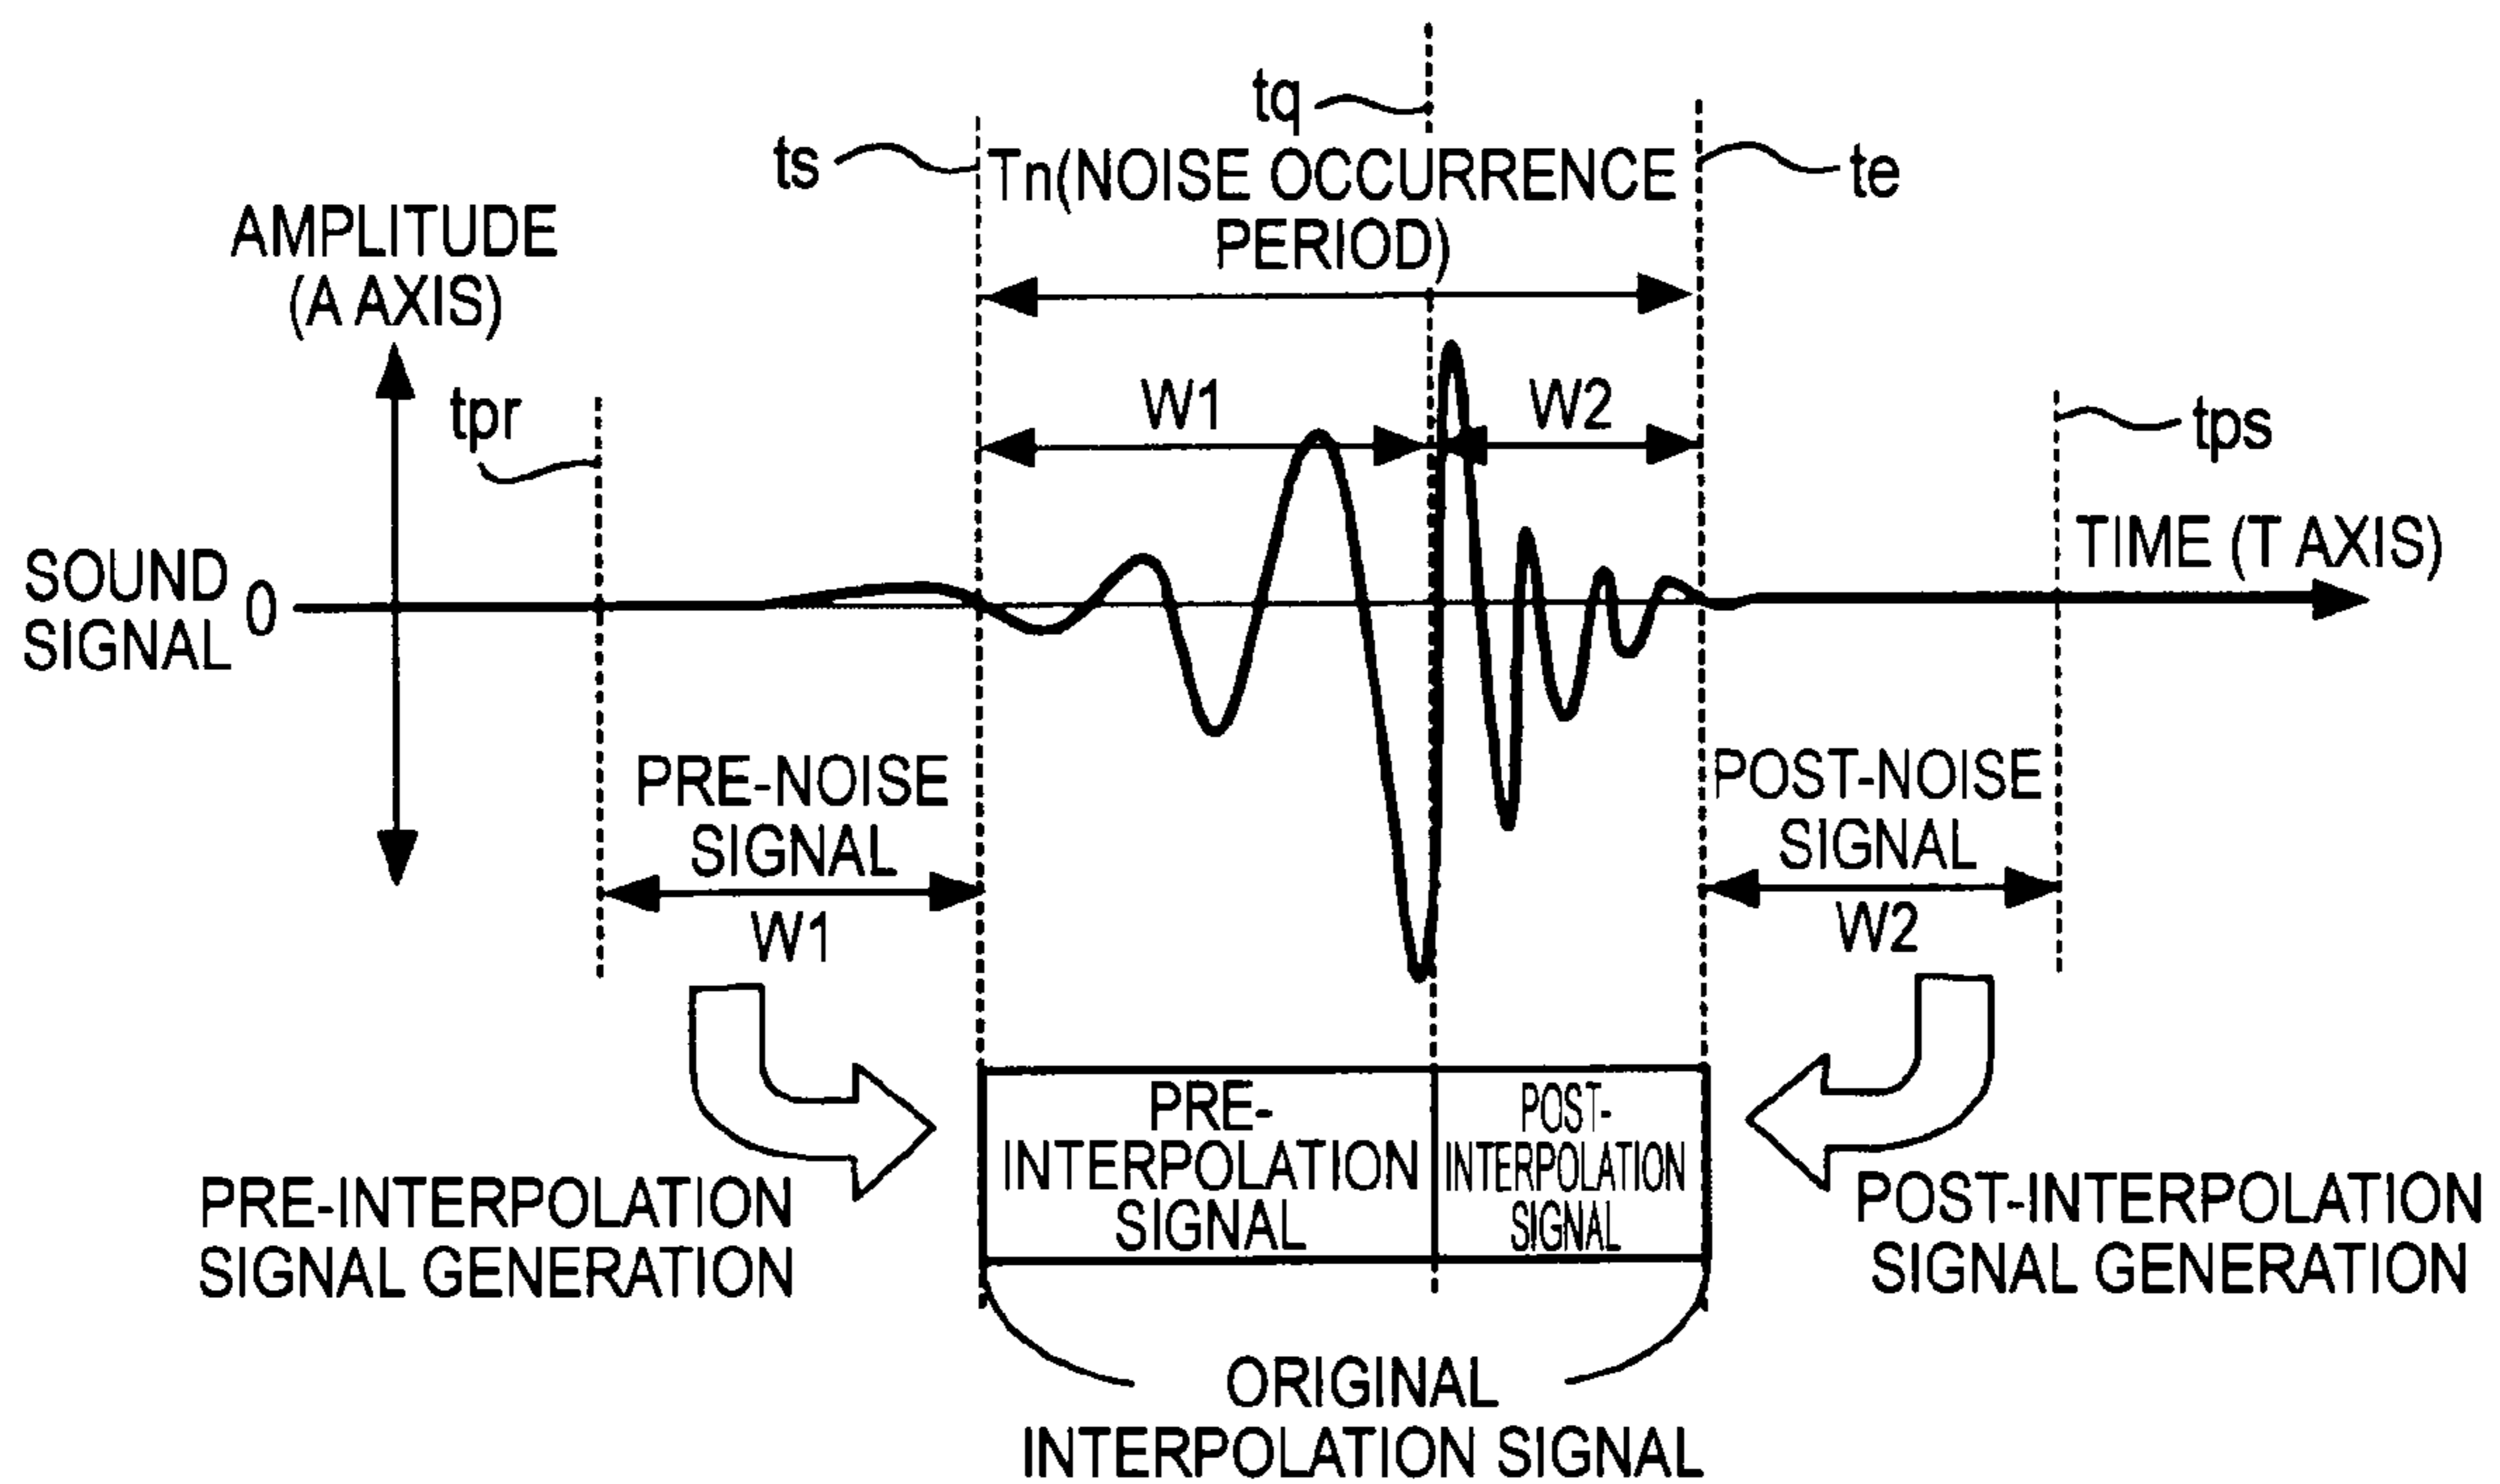 tq
ts
Tn(NOISE OCCURRENCE
PERIOD)
te
AMPLITUDE
(A AXIS)
tpr
W1
W2
tps
TIME (T AXIS)
SOUND
SIGNAL
0
PRE-NOISE
SIGNAL
W1
POST-NOISE
SIGNAL
W2
PRE-
INTERPOLATION
SIGNAL
POST-
INTERPOLATION
SIGNAL
PRE-INTERPOLATION
SIGNAL GENERATION
POST-INTERPOLATION
SIGNAL GENERATION
ORIGINAL
INTERPOLATION SIGNAL